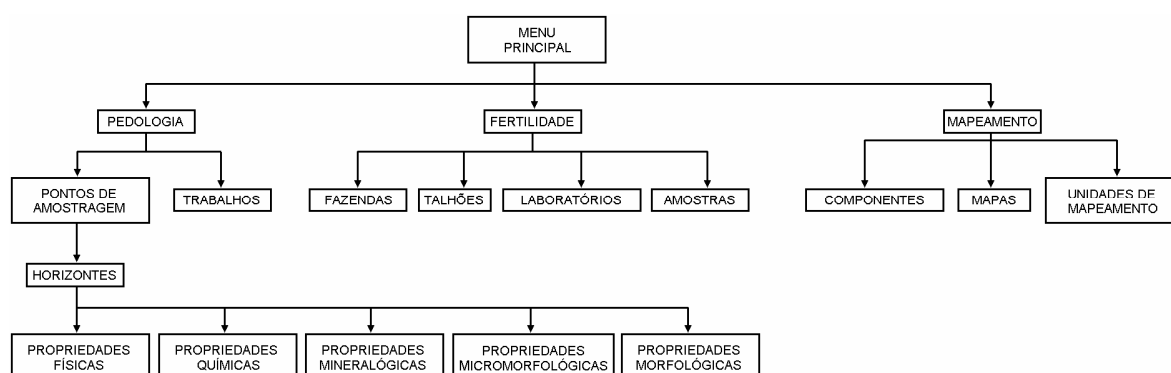 MENU
PRINCIPAL
PEDOLOGIA
FERTILIDADE
MAPEAMENTO
PONTOS DE
AMOSTRAGEM
TRABALHOS
FAZENDAS
TALHÕES
LABORATÓRIOS
AMOSTRAS
COMPONENTES
MAPAS
UNIDADES DE
MAPEAMENTO
HORIZONTES
PROPRIEDADES
FÍSICAS
PROPRIEDADES
QUÍMICAS
PROPRIEDADES
MINERALÓGICAS
PROPRIEDADES
MICROMORFOLÓGICAS
PROPRIEDADES
MORFOLÓGICAS